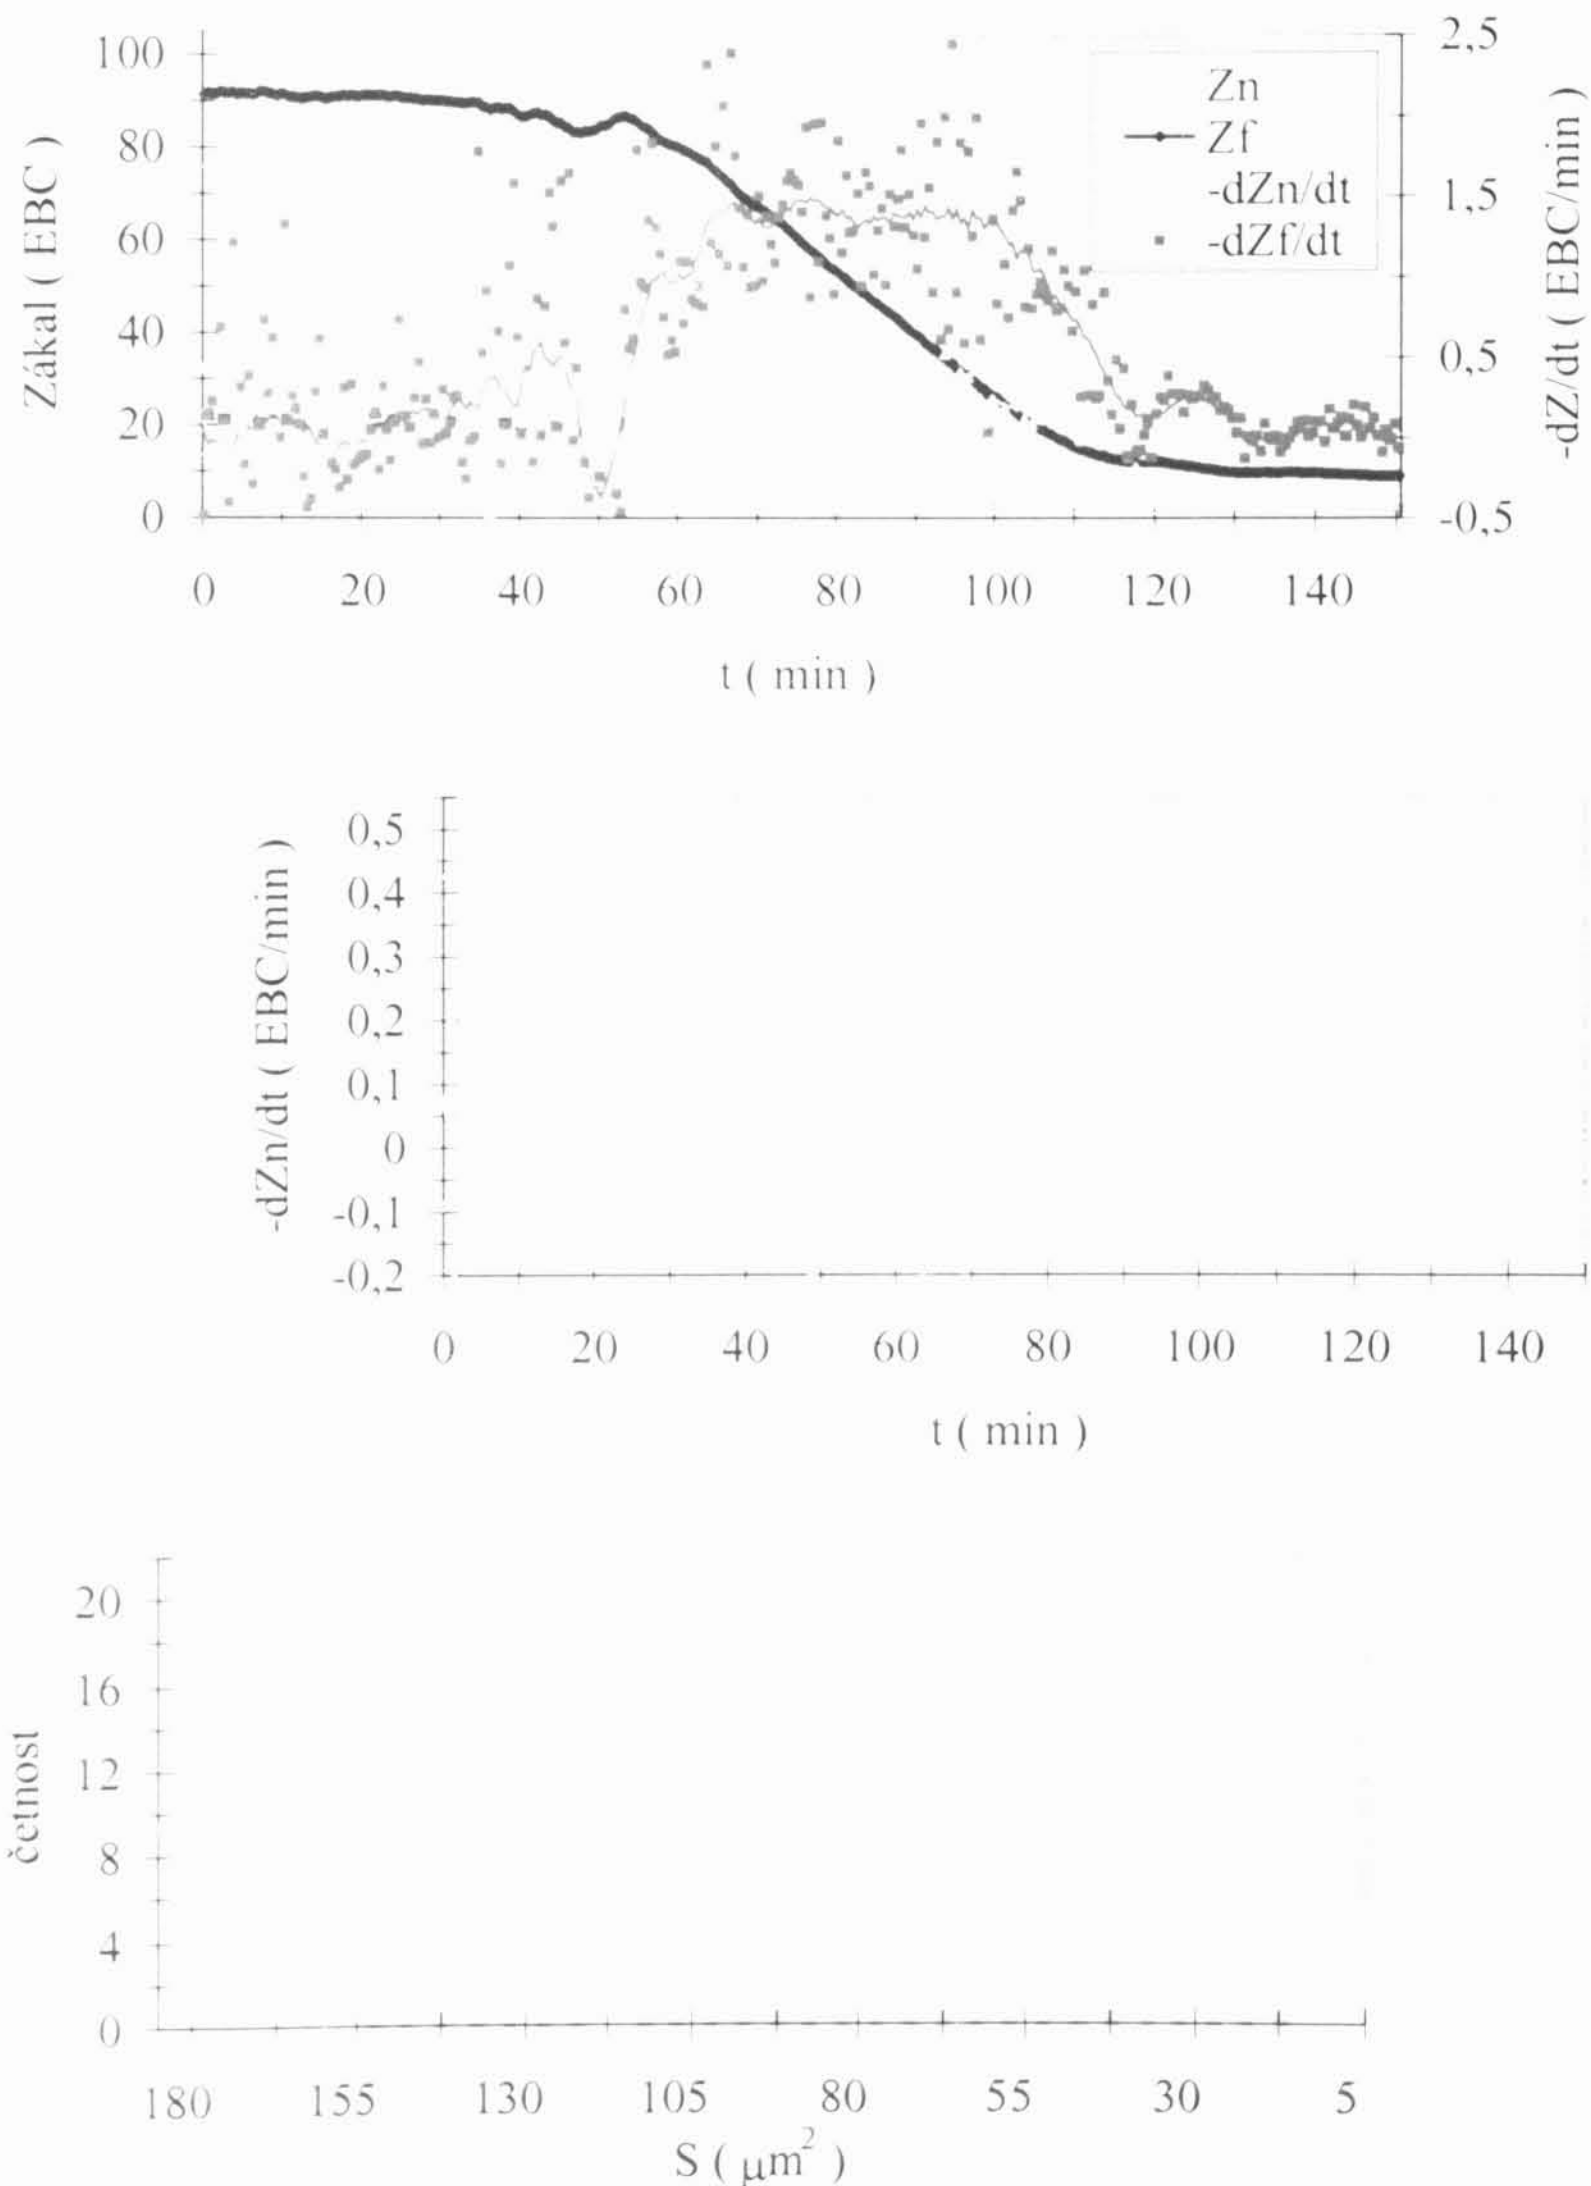 100
80
60
40
20
0
Zákal ( EBC )
2,5
1,5
0,5
-0,5
-dZ/dt ( EBC/min )
Zn
Zf
-dZn/dt
-dZf/dt
0 20 40 60 80 100 120 140
t ( min )
0,5
0,4
0,3
0,2
0,1
0
-0,1
-0,2
-dZn/dt ( EBC/min )
0 20 40 60 80 100 120 140
t ( min )
20
16
12
8
4
0
četnost
180 155 130 105 80 55 30 5
S ( μm² )